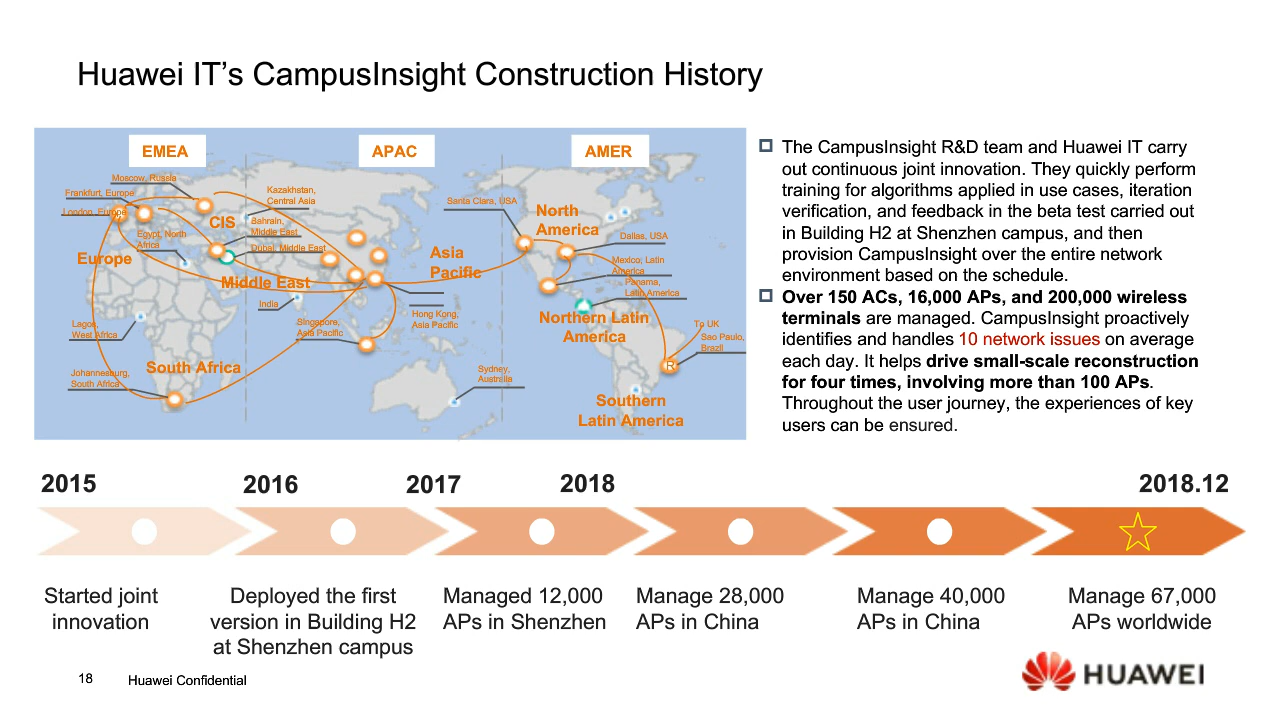 Huawei IT’s CampusInsight Construction History
EMEA
APAC
AMER
Moscow, Russia
Frankfurt, Europe
London, Europe
CIS
Kazakhstan,
Central Asia
Bahrain,
Middle East
Dubai, Middle East
Egypt, North
Africa
Europe
Middle East
India
Asia
Pacific
Hong Kong,
Asia Pacific
Singapore,
Asia Pacific
Lagos,
West Africa
South Africa
Johannesburg,
South Africa
Sydney,
Australia
Santa Clara, USA
North
America
Dallas, USA
Mexico, Latin
America
Panama,
Latin America
Northern Latin
America
To UK
Sao Paulo,
Brazil
R
Southern
Latin America
The CampusInsight R&D team and Huawei IT carry
out continuous joint innovation. They quickly perform
training for algorithms applied in use cases, iteration
verification, and feedback in the beta test carried out
in Building H2 at Shenzhen campus, and then
provision CampusInsight over the entire network
environment based on the schedule.
Over 150 ACs, 16,000 APs, and 200,000 wireless
terminals are managed. CampusInsight proactively
identifies and handles 10 network issues on average
each day. It helps drive small-scale reconstruction
for four times, involving more than 100 APs.
Throughout the user journey, the experiences of key
users can be ensured.
2015
2016
2017
2018
2018.12
Started joint
innovation
Deployed the first
version in Building H2
at Shenzhen campus
Managed 12,000
APs in Shenzhen
Manage 28,000
APs in China
Manage 40,000
APs in China
Manage 67,000
APs worldwide
18
Huawei Confidential
HUAWEI